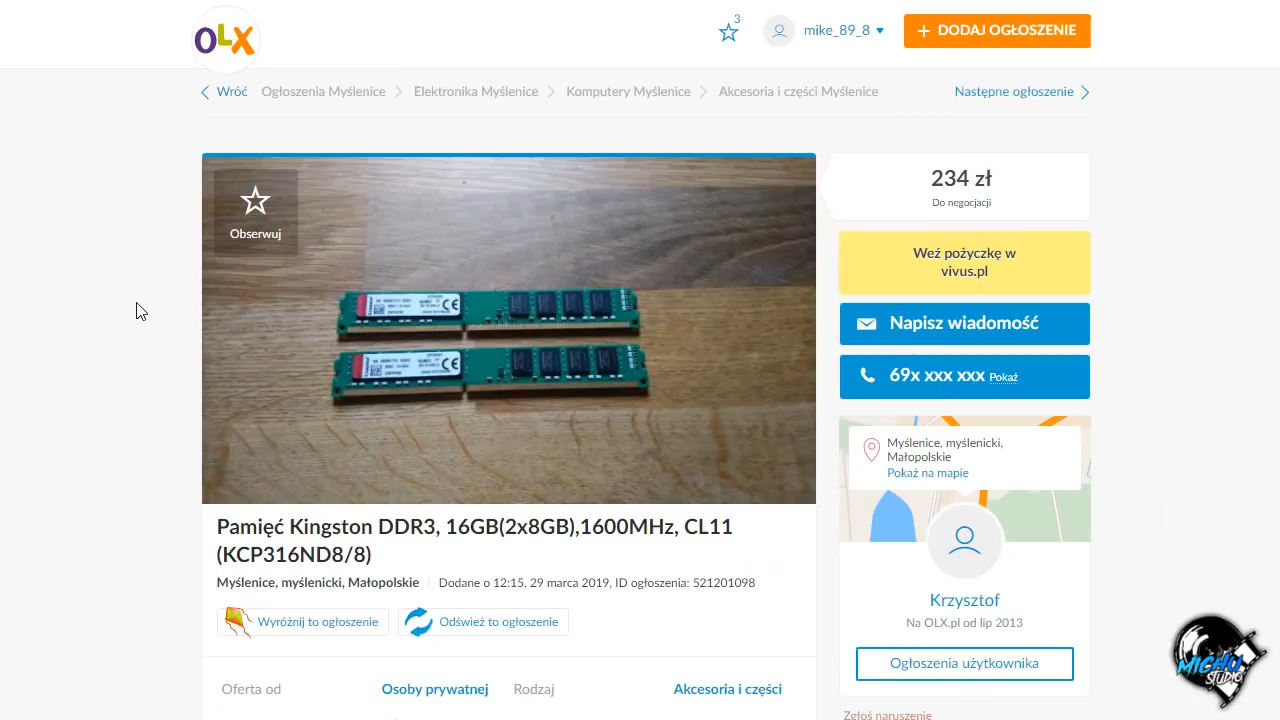 OLX
3
mike_89_8
+ DODAJ OGŁOSZENIE
Wróć
Ogłoszenia Myślenice
Elektronika Myślenice
Komputery Myślenice
Akcesoria i części Myślenice
Następne ogłoszenie
Obserwuj
234 zł
Do negocjacji
Weź pożyczkę w
vivus.pl
Napisz wiadomość
69x xxx xxx Pokaż
Myślenice, myślenicki,
Małopolskie
Pokaż na mapie
Krzysztof
Na OLX.pl od lip 2013
Ogłoszenia użytkownika
Zgłoś naruszenie
Pamięć Kingston DDR3, 16GB(2x8GB),1600MHz, CL11
(KCP316ND8/8)
Myślenice, myślenicki, Małopolskie
Dodane o 12:15, 29 marca 2019, ID ogłoszenia: 521201098
Wyróżnij to ogłoszenie
Odśwież to ogłoszenie
Oferta od
Osoby prywatnej
Rodzaj
Akcesoria i części
MICHU
STUDIO